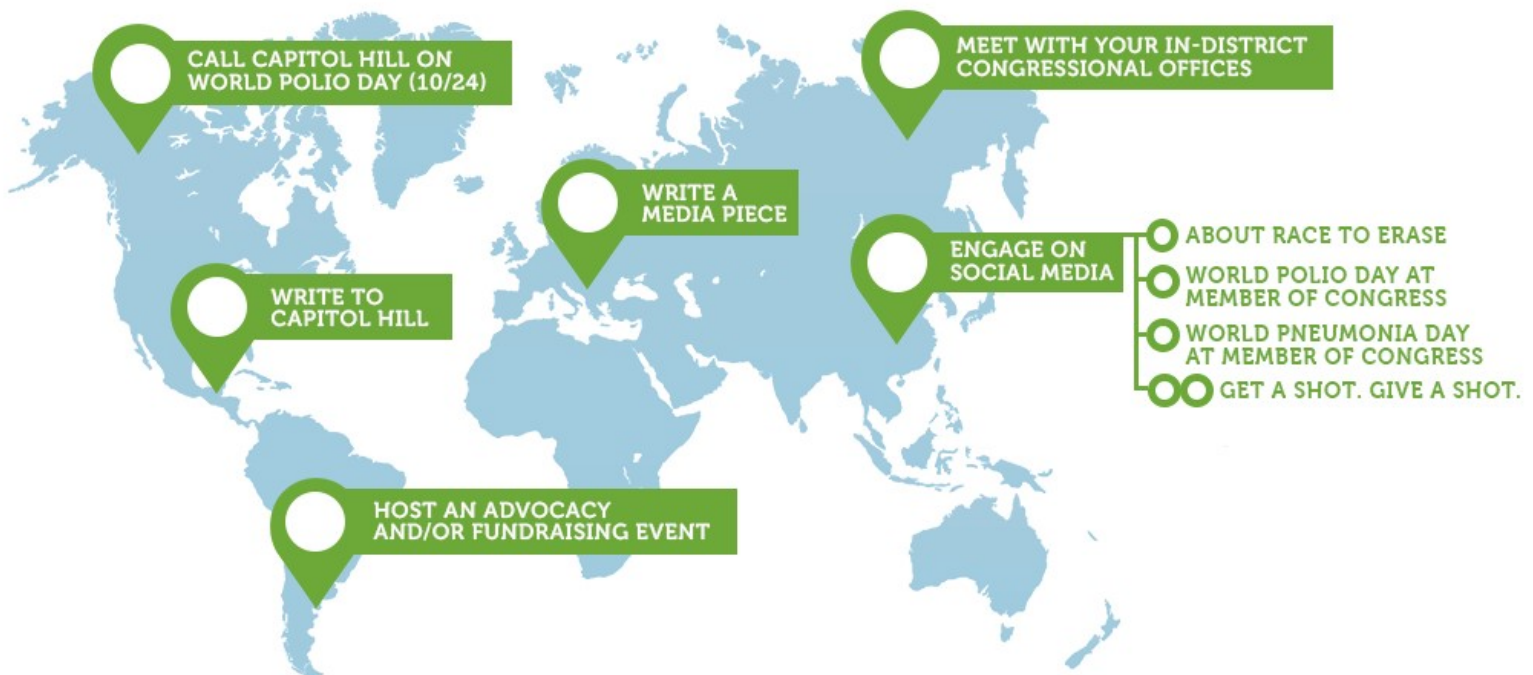 CALL CAPITOL HILL ON
WORLD POLIO DAY (10/24)
MEET WITH YOUR IN-DISTRICT
CONGRESSIONAL OFFICES
WRITE A
MEDIA PIECE
ENGAGE ON
SOCIAL MEDIA
ABOUT RACE TO ERASE
WORLD POLIO DAY AT
MEMBER OF CONGRESS
WORLD PNEUMONIA DAY
AT MEMBER OF CONGRESS
GET A SHOT. GIVE A SHOT.
WRITE TO
CAPITOL HILL
HOST AN ADVOCACY
AND/OR FUNDRAISING EVENT